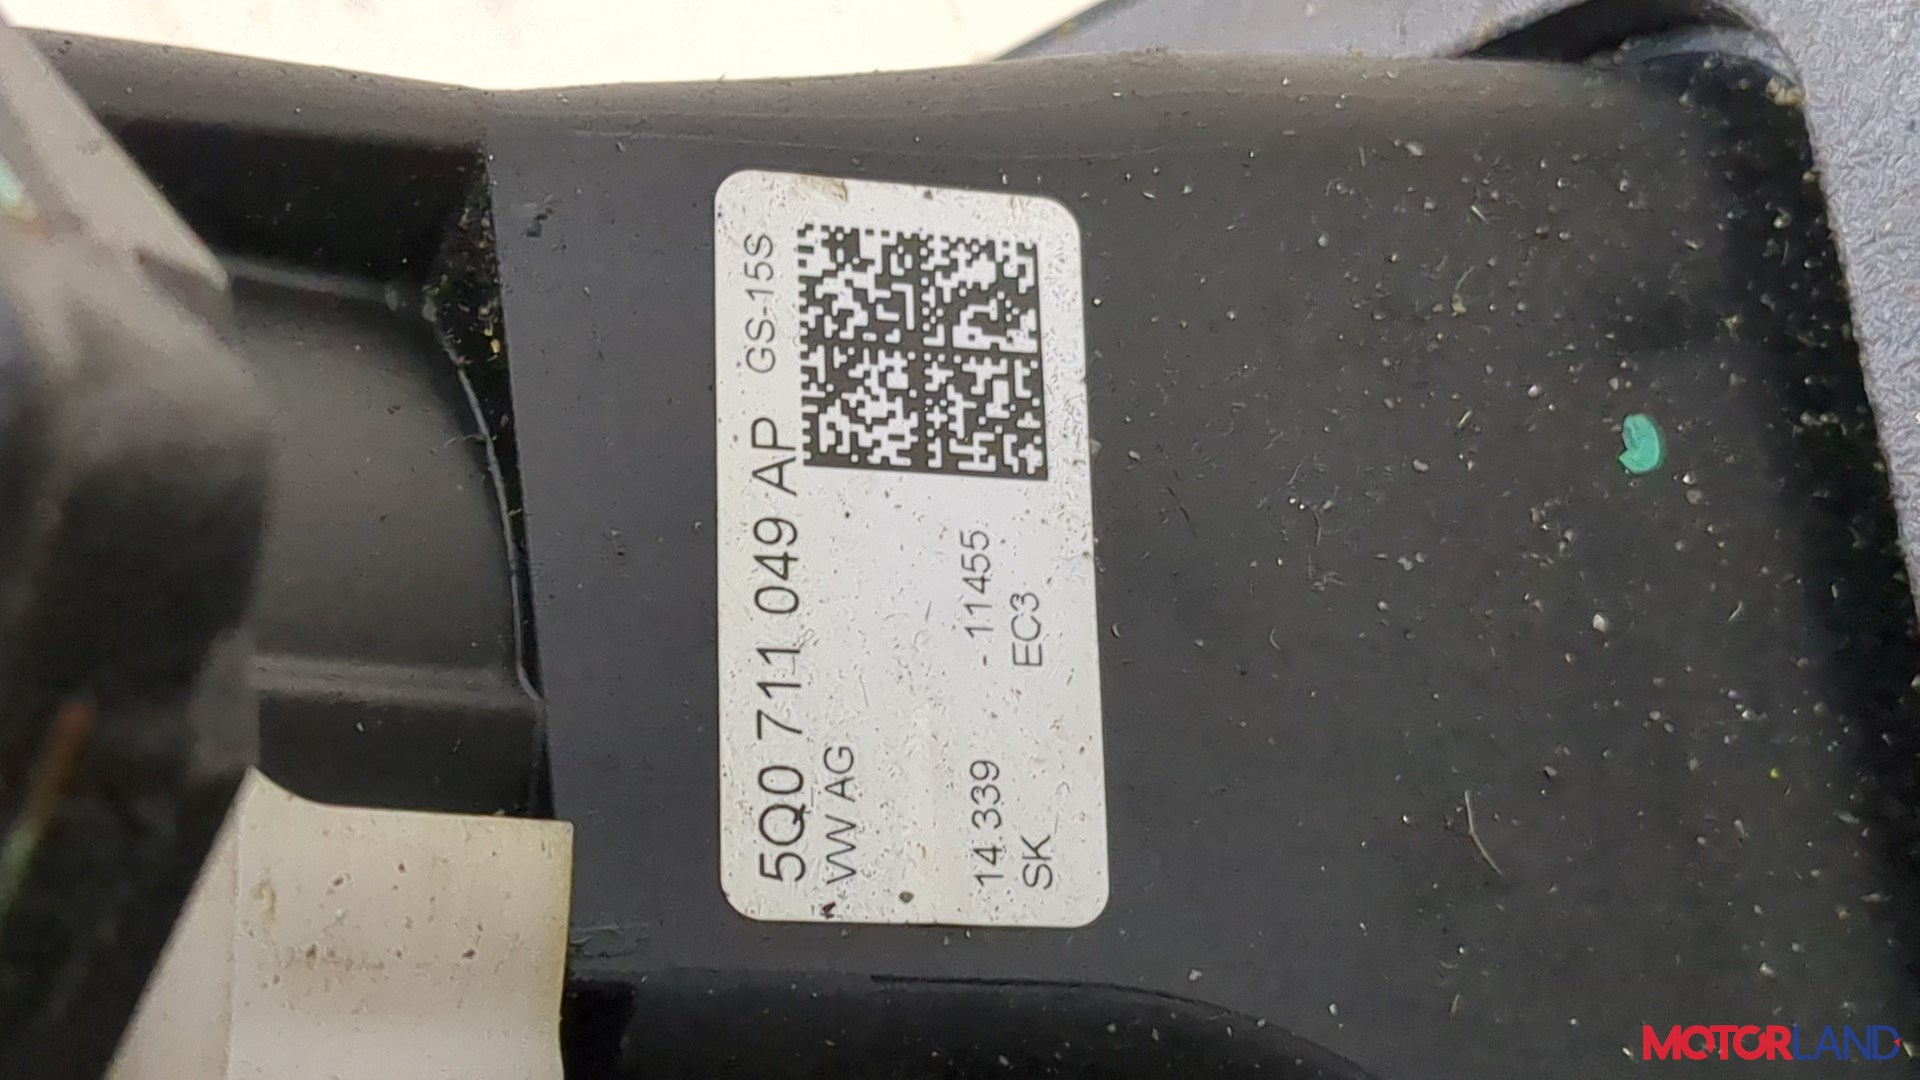 5Q0 711 049 AP GS-15S
VW AG
14.339 - 11455
SK EC3
MOTORLAND